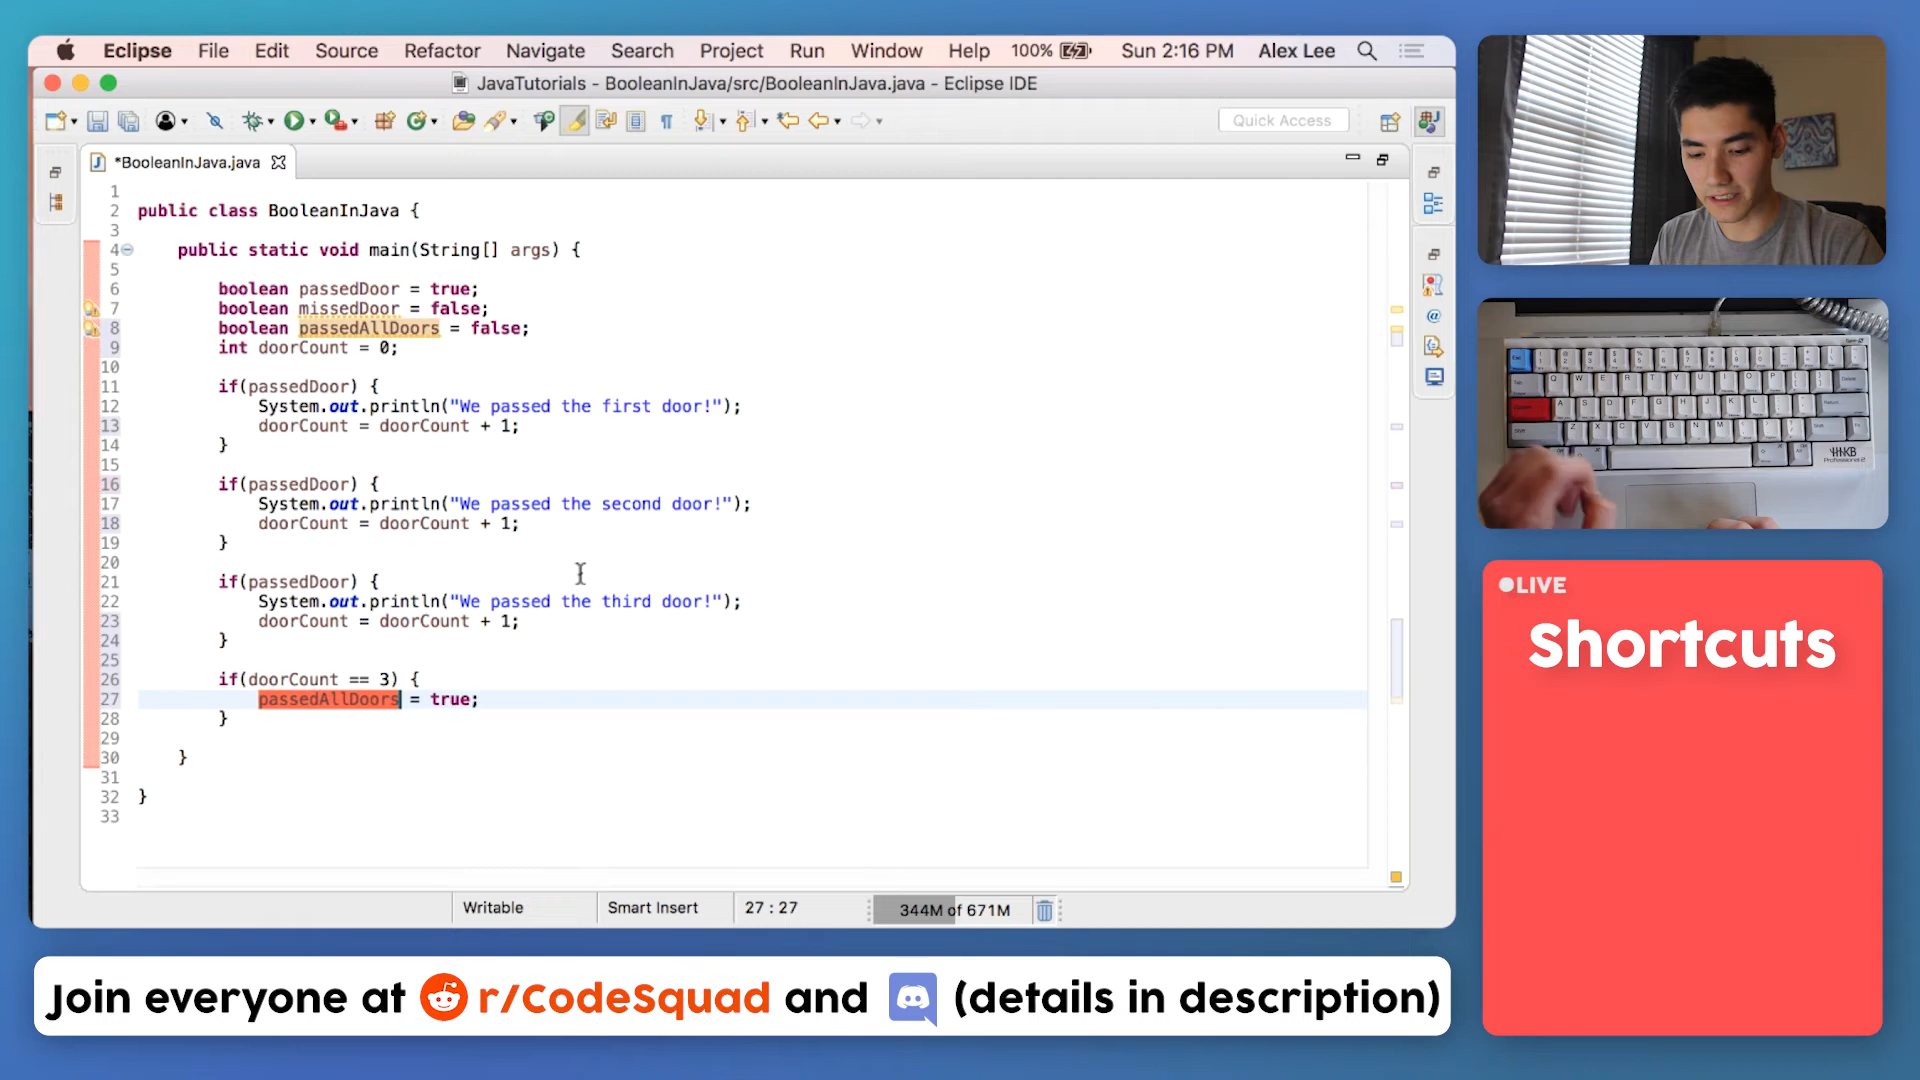 Eclipse File Edit Source Refactor Navigate Search Project Run Window Help 100% Sun 2:16 PM Alex Lee
JavaTutorials - BooleanInJava/src/BooleanInJava.java - Eclipse IDE
Quick Access
*BooleanInJava.java
1
2 public class BooleanInJava {
3
4 public static void main(String[] args) {
5
6 boolean passedDoor = true;
7 boolean missedDoor = false;
8 boolean passedAllDoors = false;
9 int doorCount = 0;
10
11 if(passedDoor) {
12 System.out.println("We passed the first door!");
13 doorCount = doorCount + 1;
14 }
15
16 if(passedDoor) {
17 System.out.println("We passed the second door!");
18 doorCount = doorCount + 1;
19 }
20
21 if(passedDoor) {
22 System.out.println("We passed the third door!");
23 doorCount = doorCount + 1;
24 }
25
26 if(doorCount == 3) {
27 passedAllDoors = true;
28 }
29
30 }
31
32 }
33
Writable Smart Insert 27 : 27 344M of 671M
LIVE
Shortcuts
Join everyone at r/CodeSquad and (details in description)